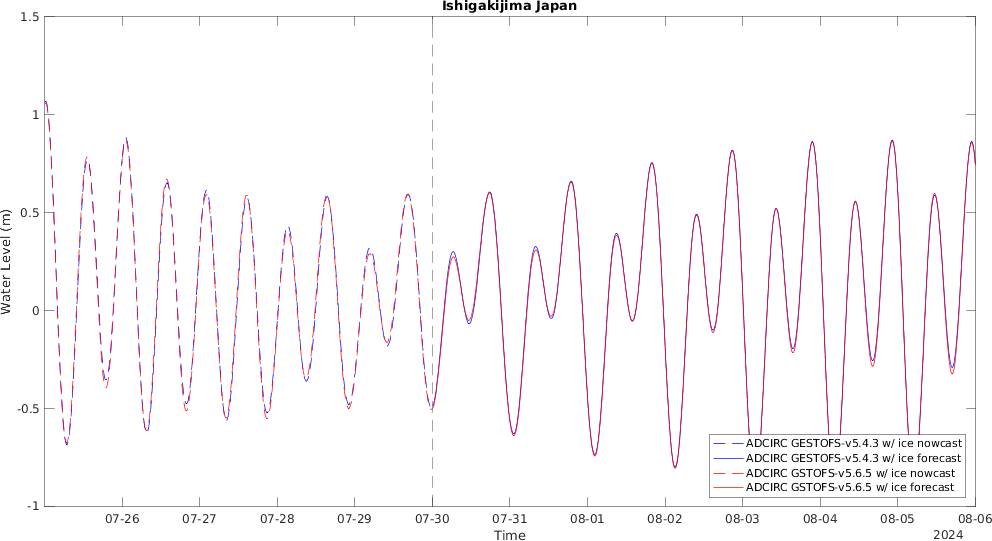 Ishigakijima Japan
1.5
1
0.5
0
-0.5
-1
Water Level (m)
07-26 07-27 07-28 07-29 07-30 07-31 08-01 08-02 08-03 08-04 08-05 08-06
Time
2024
ADCIRC GESTOFS-v5.4.3 w/ ice nowcast
ADCIRC GESTOFS-v5.4.3 w/ ice forecast
ADCIRC GSTOFS-v5.6.5 w/ ice nowcast
ADCIRC GSTOFS-v5.6.5 w/ ice forecast